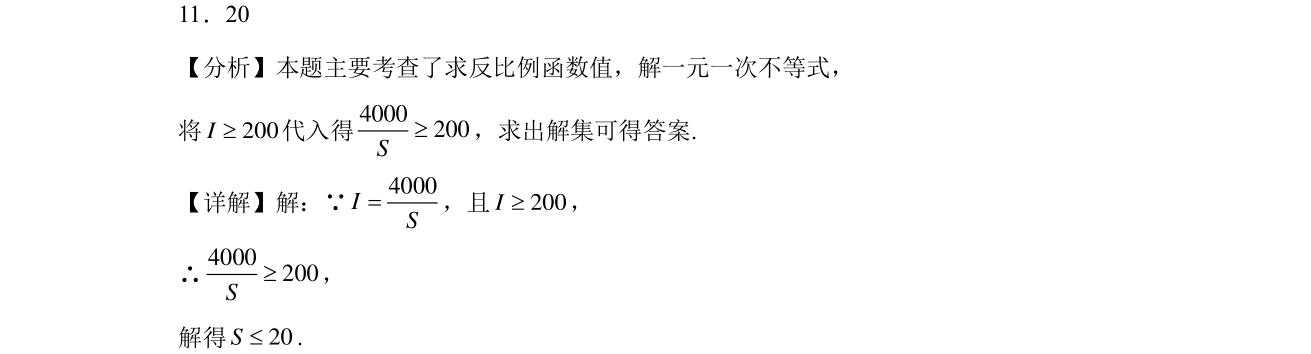 11．20
【分析】本题主要考查了求反比例函数值，解一元一次不等式，
将 I ≥ 200 代入得 4000/S ≥ 200，求出解集可得答案.
【详解】解：∵ I = 4000/S，且 I ≥ 200，
∴ 4000/S ≥ 200，
解得 S ≤ 20．